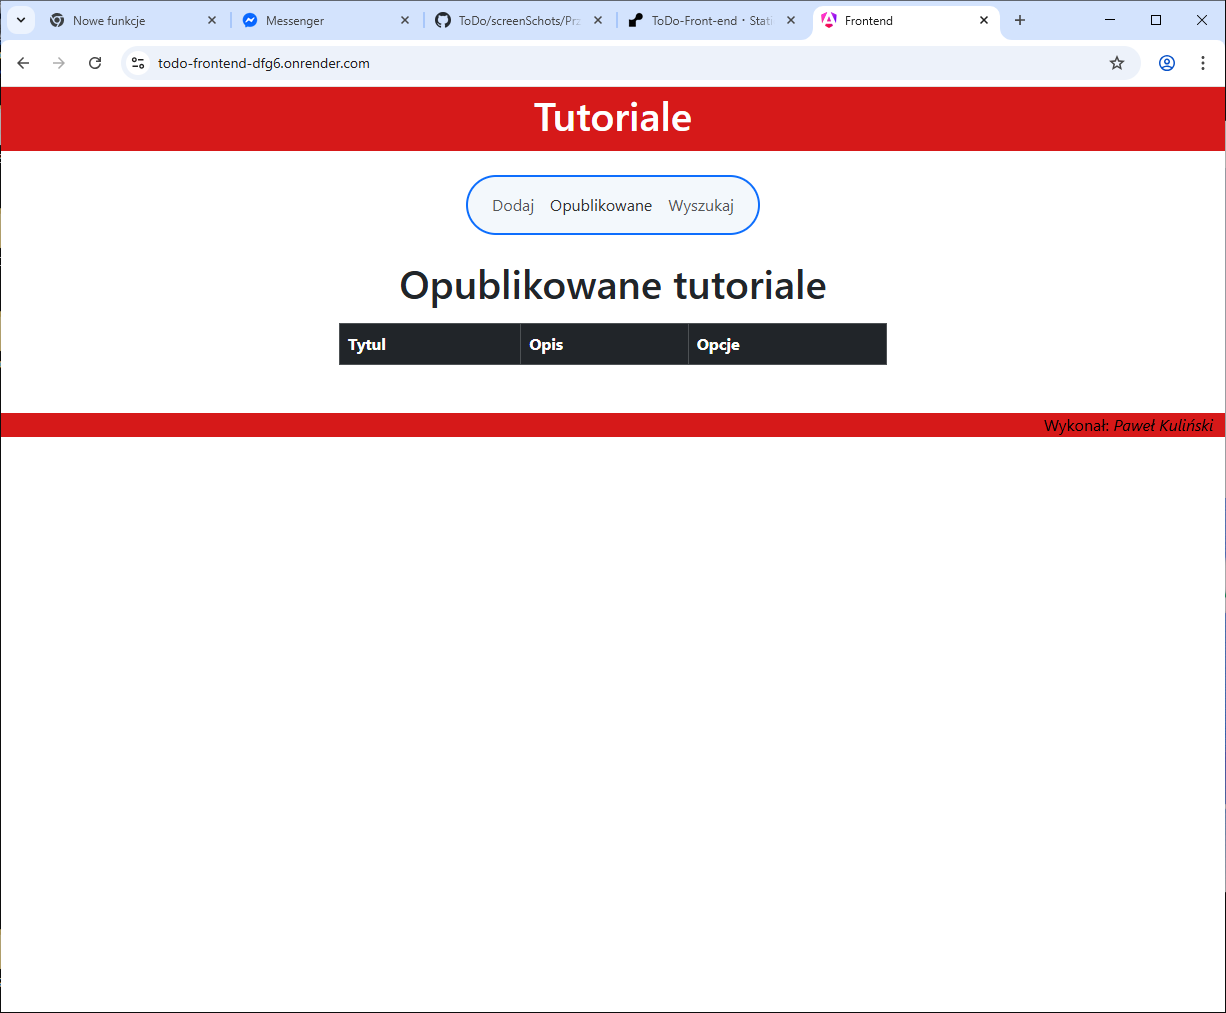 Nowe funkcje
Messenger
ToDo/screenSchots/Prz
ToDo-Front-end · Stati
Frontend
todo-frontend-dfg6.onrender.com
Tutoriale
Dodaj Opublikowane Wyszukaj
Opublikowane tutoriale
Tytul Opis Opcje
Wykonał: Paweł Kuliński